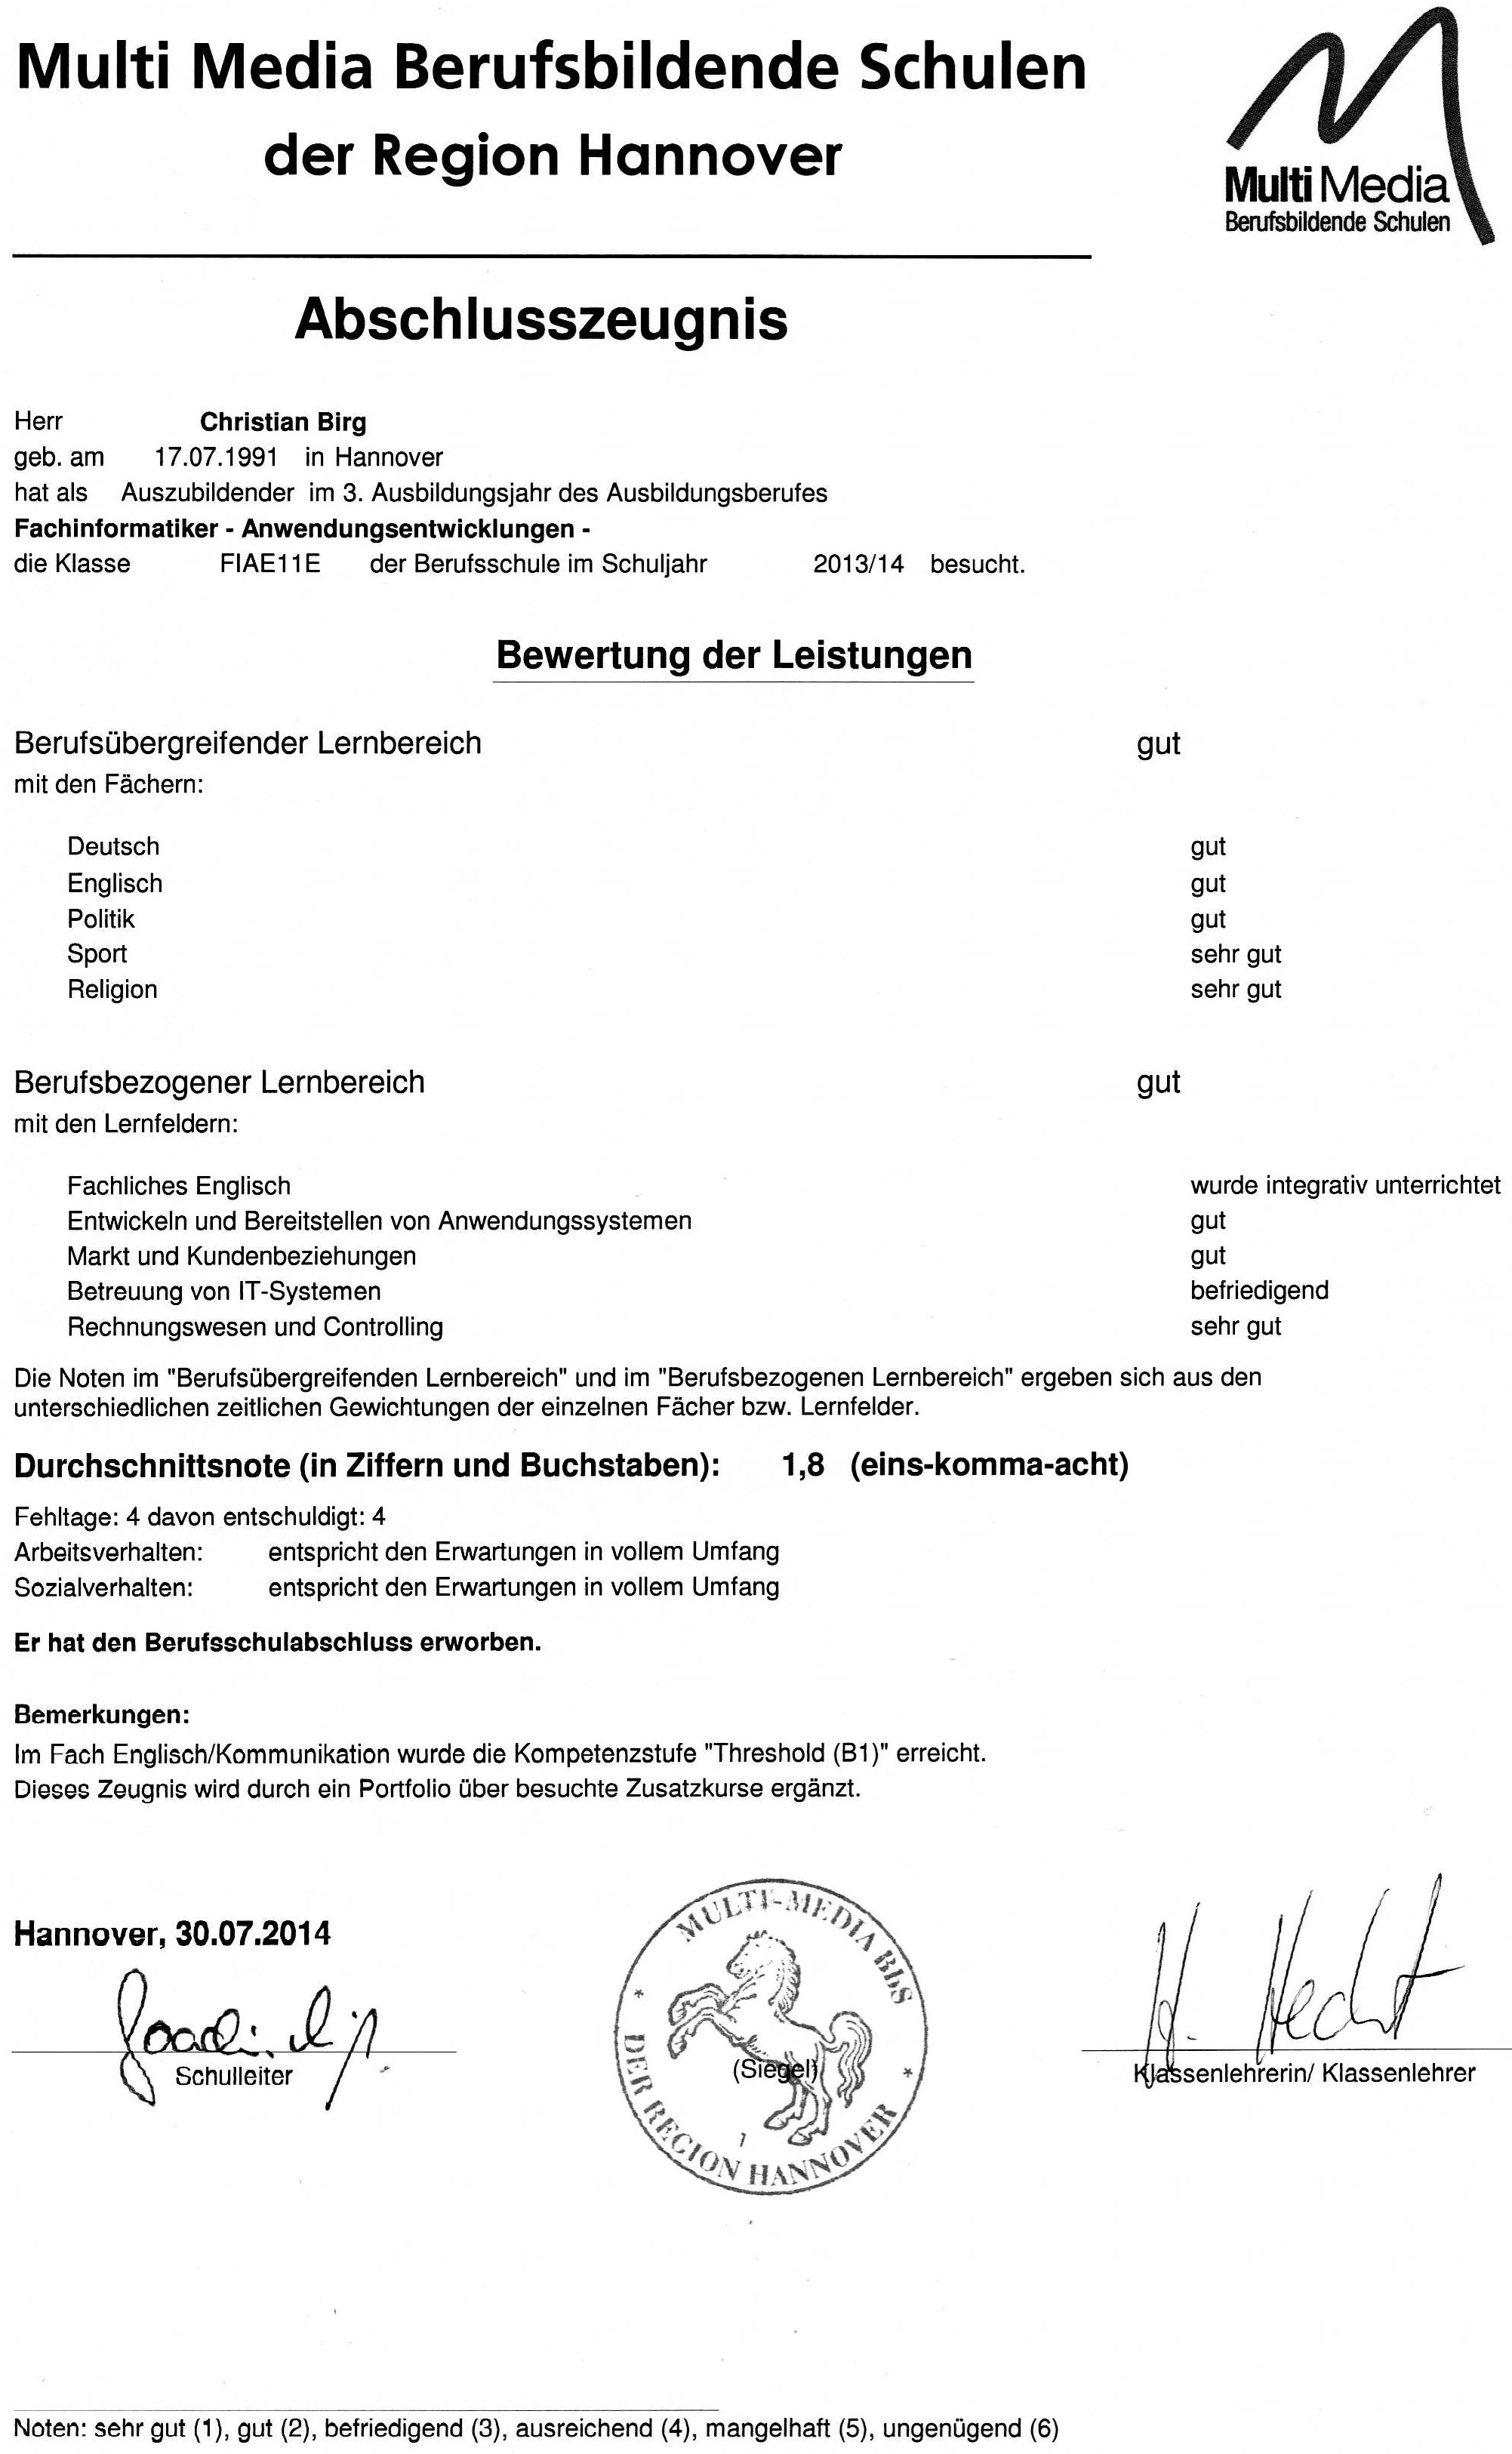 Multi Media Berufsbildende Schulen
der Region Hannover
Multi Media
Berufsbildende Schulen
Abschlusszeugnis
Herr Christian Birg
geb. am 17.07.1991 in Hannover
hat als Auszubildender im 3. Ausbildungsjahr des Ausbildungsberufes
Fachinformatiker - Anwendungsentwicklungen -
die Klasse FIAE11E der Berufsschule im Schuljahr 2013/14 besucht.
Bewertung der Leistungen
Berufsübergreifender Lernbereich gut
mit den Fächern:
Deutsch gut
Englisch gut
Politik gut
Sport sehr gut
Religion sehr gut
Berufsbezogener Lernbereich gut
mit den Lernfeldern:
Fachliches Englisch wurde integrativ unterrichtet
Entwickeln und Bereitstellen von Anwendungssystemen gut
Markt und Kundenbeziehungen gut
Betreuung von IT-Systemen befriedigend
Rechnungswesen und Controlling sehr gut
Die Noten im "Berufsübergreifenden Lernbereich" und im "Berufsbezogenen Lernbereich" ergeben sich aus den
unterschiedlichen zeitlichen Gewichtungen der einzelnen Fächer bzw. Lernfelder.
Durchschnittsnote (in Ziffern und Buchstaben): 1,8 (eins-komma-acht)
Fehltage: 4 davon entschuldigt: 4
Arbeitsverhalten: entspricht den Erwartungen in vollem Umfang
Sozialverhalten: entspricht den Erwartungen in vollem Umfang
Er hat den Berufsschulabschluss erworben.
Bemerkungen:
Im Fach Englisch/Kommunikation wurde die Kompetenzstufe "Threshold (B1)" erreicht.
Dieses Zeugnis wird durch ein Portfolio über besuchte Zusatzkurse ergänzt.
Hannover, 30.07.2014
Schulleiter
MULTI-MEDIA BbS
* DER REGION HANNOVER *
(Siegel)
1
H. Hecht
Klassenlehrerin/ Klassenlehrer
Noten: sehr gut (1), gut (2), befriedigend (3), ausreichend (4), mangelhaft (5), ungenügend (6)